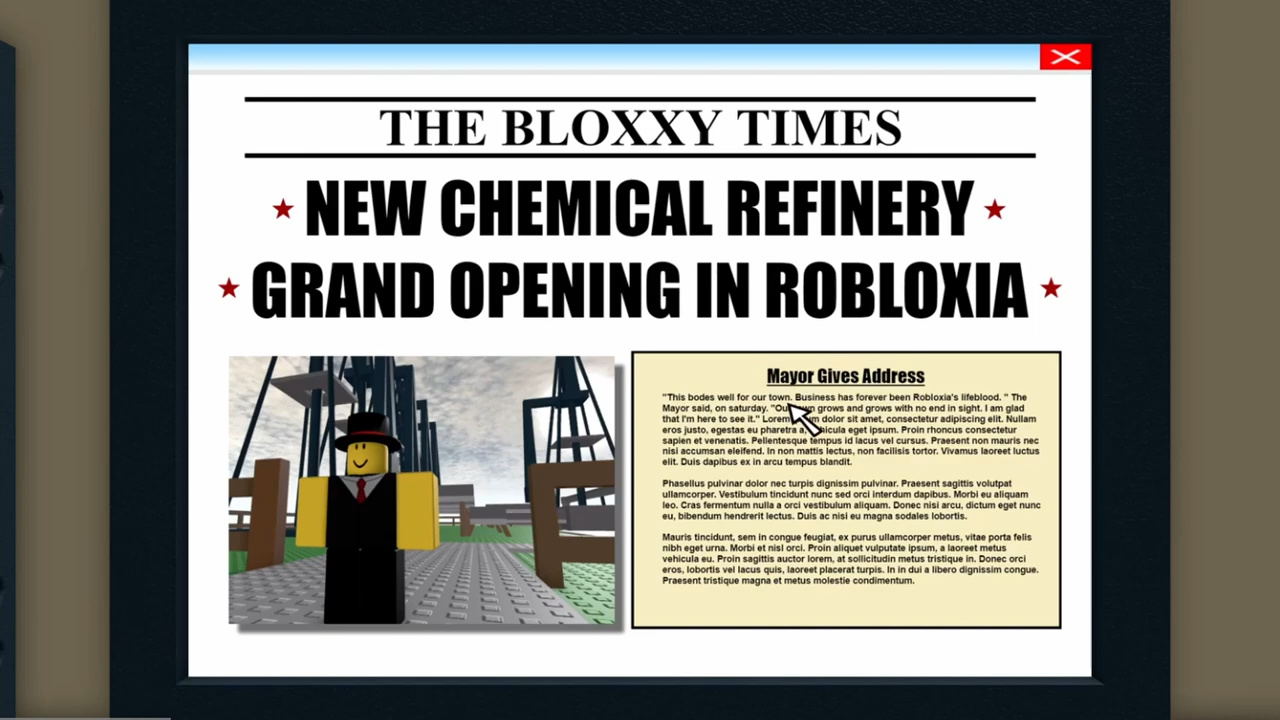 THE BLOXXY TIMES
NEW CHEMICAL REFINERY
GRAND OPENING IN ROBLOXIA
Mayor Gives Address
"This bodes well for our town. Business has forever been Robloxia's lifeblood. " The
Mayor said, on saturday. "Our town grows and grows with no end in sight. I am glad
that I'm here to see it." Lorem dolor sit amet, consectetur adipiscing elit. Nullam
eros justo, egestas eu pharetra a, vehicula eget ipsum. Proin rhoncus consectetur
sapien et venenatis. Pellentesque tempus id lacus vel cursus. Praesent non mauris nec
nisi accumsan eleifend. In non mattis lectus, non facilisis tortor. Vivamus laoreet luctus
elit. Duis dapibus ex in arcu tempus blandit.
Phasellus pulvinar dolor nec turpis dignissim pulvinar. Praesent sagittis volutpat
ullamcorper. Vestibulum tincidunt nunc sed orci interdum dapibus. Morbi eu aliquam
leo. Cras fermentum nulla a orci vestibulum aliquam. Donec nisi arcu, dictum eget nunc
eu, bibendum hendrerit lectus. Duis ac nisi eu magna sodales lobortis.
Mauris tincidunt, sem in congue feugiat, ex purus ullamcorper metus, vitae porta felis
nibh eget urna. Morbi et nisl orci. Proin aliquet vulputate ipsum, a laoreet metus
vehicula eu. Proin sagittis auctor lorem, at sollicitudin metus tristique in. Donec orci
eros, lobortis vel lacus quis, laoreet placerat turpis. In in dui a libero dignissim congue.
Praesent tristique magna et metus molestie condimentum.